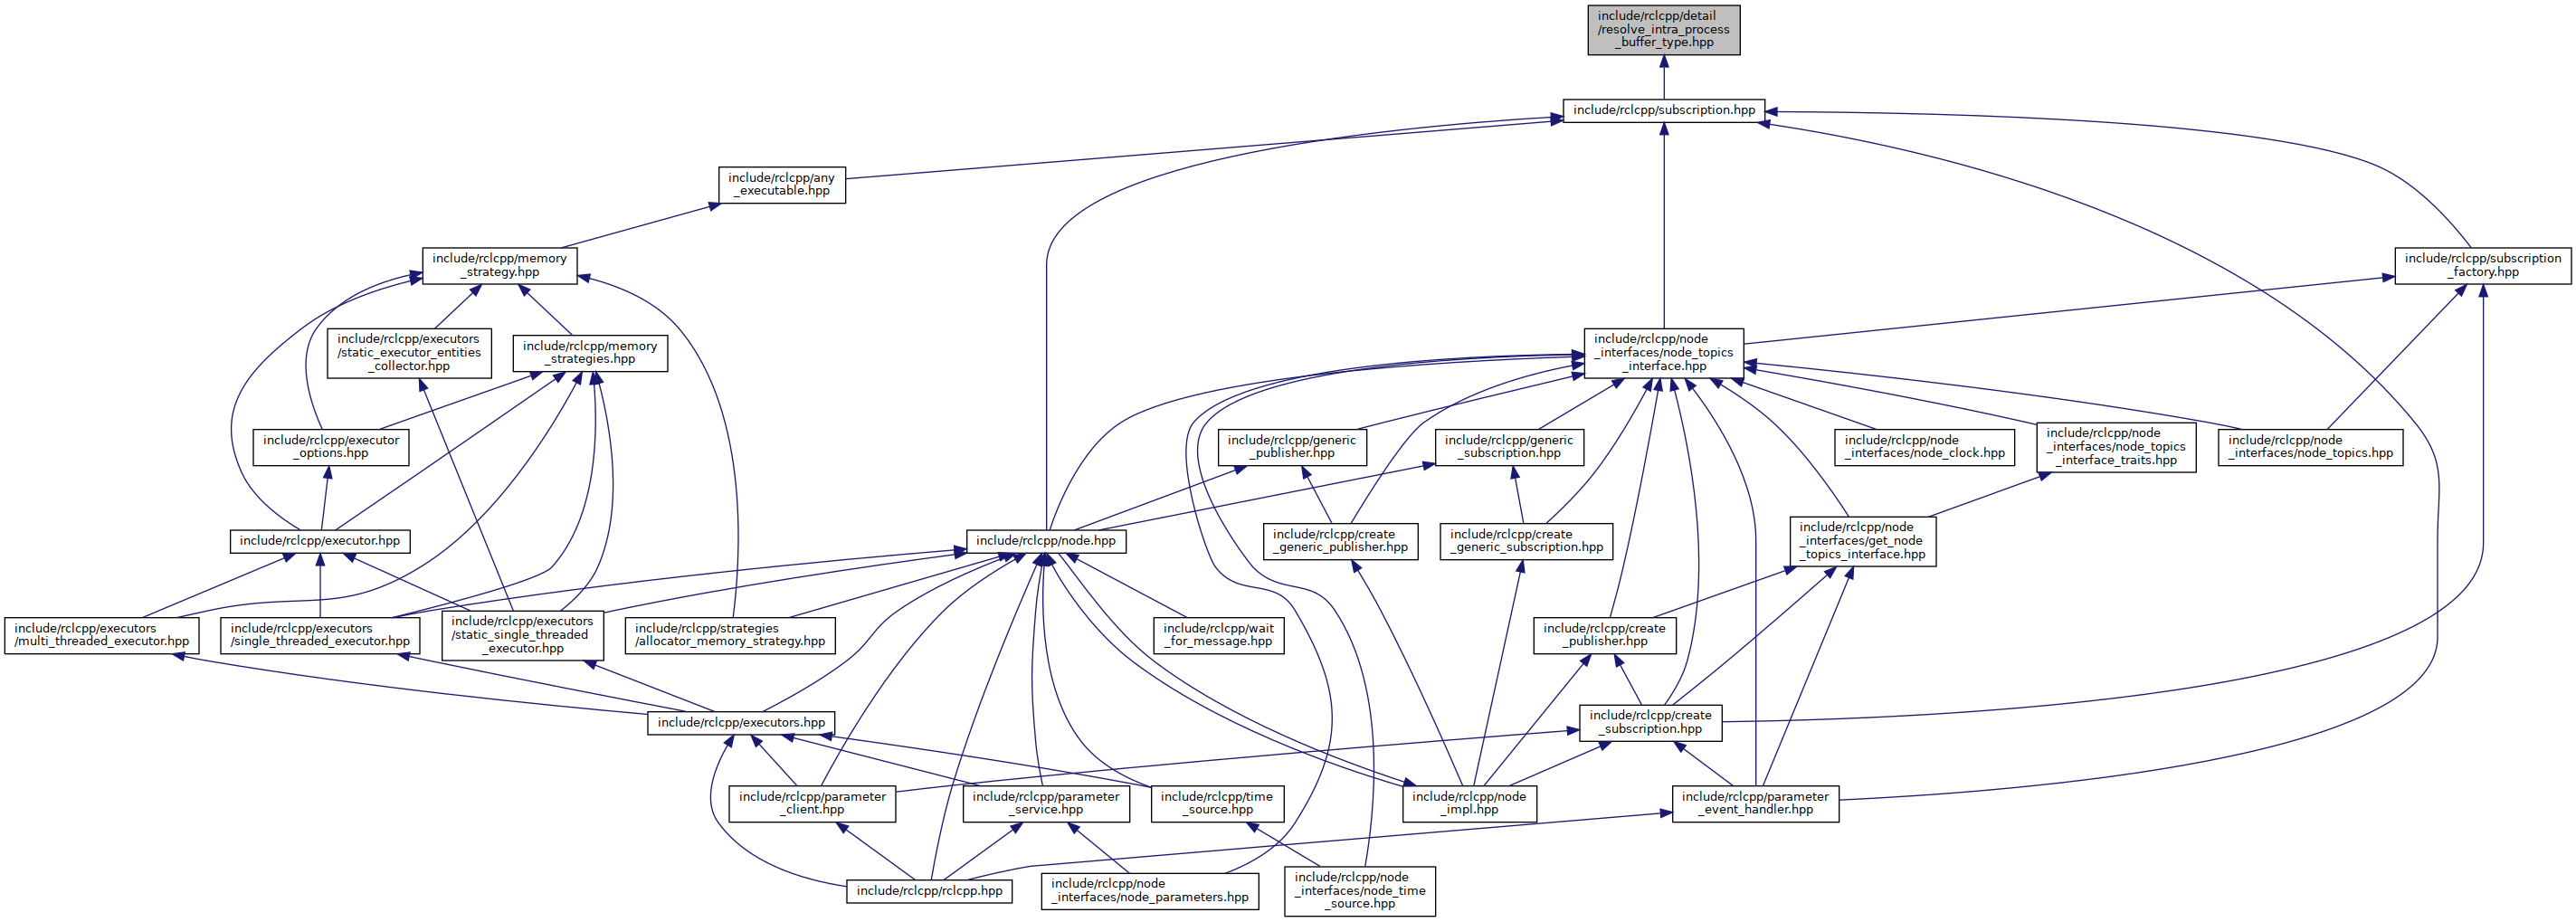 include/rclcpp/detail
/resolve_intra_process
_buffer_type.hpp
include/rclcpp/subscription.hpp
include/rclcpp/any
_executable.hpp
include/rclcpp/memory
_strategy.hpp
include/rclcpp/subscription
_factory.hpp
include/rclcpp/executors
/static_executor_entities
_collector.hpp
include/rclcpp/memory
_strategies.hpp
include/rclcpp/node
_interfaces/node_topics
_interface.hpp
include/rclcpp/executor
_options.hpp
include/rclcpp/generic
_publisher.hpp
include/rclcpp/generic
_subscription.hpp
include/rclcpp/node
_interfaces/node_clock.hpp
include/rclcpp/node
_interfaces/node_topics
_interface_traits.hpp
include/rclcpp/node
_interfaces/node_topics.hpp
include/rclcpp/executor.hpp
include/rclcpp/node.hpp
include/rclcpp/create
_generic_publisher.hpp
include/rclcpp/create
_generic_subscription.hpp
include/rclcpp/node
_interfaces/get_node
_topics_interface.hpp
include/rclcpp/executors
/multi_threaded_executor.hpp
include/rclcpp/executors
/single_threaded_executor.hpp
include/rclcpp/executors
/static_single_threaded
_executor.hpp
include/rclcpp/strategies
/allocator_memory_strategy.hpp
include/rclcpp/wait
_for_message.hpp
include/rclcpp/create
_publisher.hpp
include/rclcpp/executors.hpp
include/rclcpp/create
_subscription.hpp
include/rclcpp/parameter
_client.hpp
include/rclcpp/parameter
_service.hpp
include/rclcpp/time
_source.hpp
include/rclcpp/node
_impl.hpp
include/rclcpp/parameter
_event_handler.hpp
include/rclcpp/rclcpp.hpp
include/rclcpp/node
_interfaces/node_parameters.hpp
include/rclcpp/node
_interfaces/node_time
_source.hpp